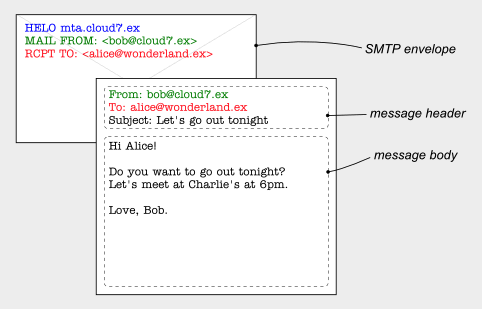 HELO mta.cloud7.ex
MAIL FROM: <bob@cloud7.ex>
RCPT TO: <alice@wonderland.ex>
SMTP envelope
From: bob@cloud7.ex
To: alice@wonderland.ex
Subject: Let's go out tonight
message header
Hi Alice!
message body
Do you want to go out tonight?
Let's meet at Charlie's at 6pm.
Love, Bob.